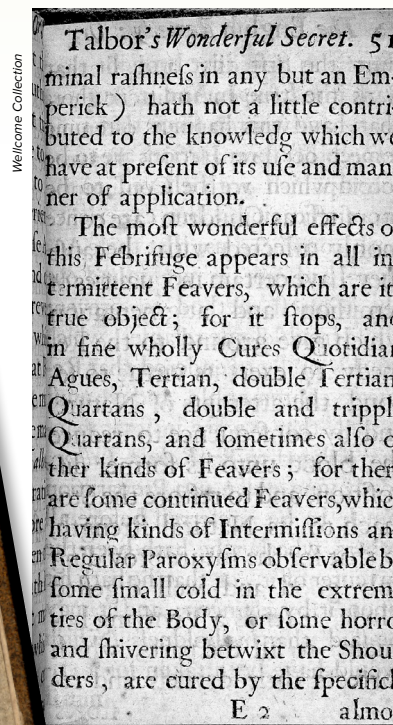 Talbor's Wonderful Secret. 51
minal raſhneſs in any but an Em-
perick) hath not a little contri-
buted to the knowledg which we
have at preſent of its uſe and man
ner of application.
The moſt wonderful effects o
this Febrifuge appears in all in
termittent Feavers, which are it
true object; for it ſtops, and
in fine wholly Cures Quotidian
Agues, Tertian, double Tertian
Quartans, double and trippl
Quartans, and ſometimes alſo o
ther kinds of Feavers; for ther
are ſome continued Feavers, whic
having kinds of Intermiſſions an
Regular Paroxyſms obſervable b
ſome ſmall cold in the extrem
ties of the Body, or ſome horro
and ſhivering betwixt the Shou
ders, are cured by the ſpecifick
E 2 almo
Wellcome Collection